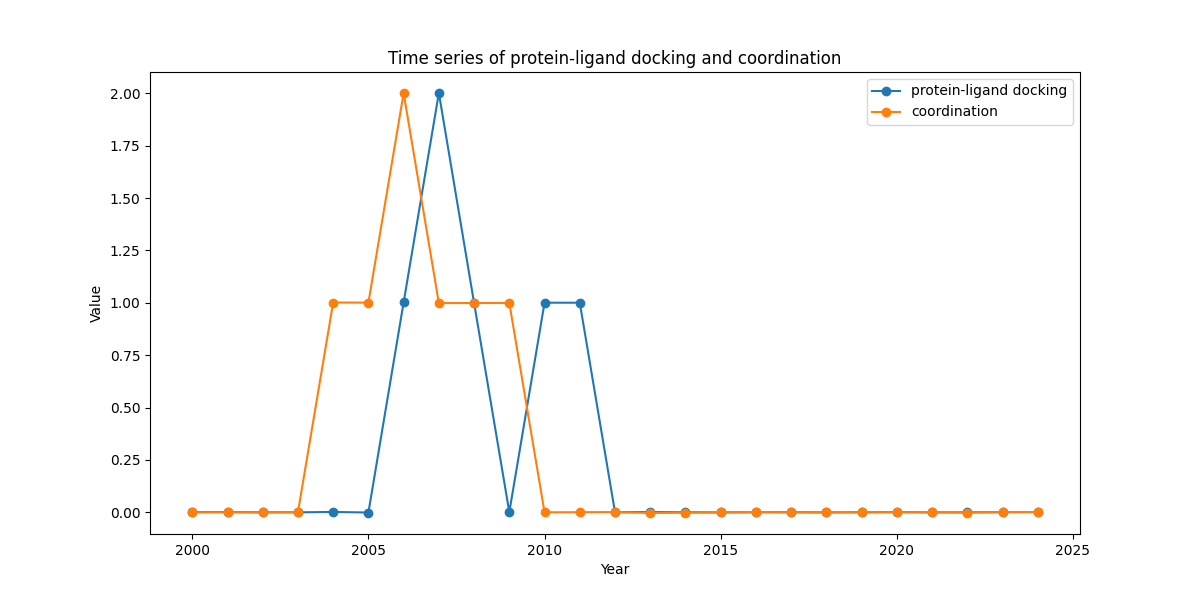 Time series of protein-ligand docking and coordination
protein-ligand docking
coordination
2.00
1.75
1.50
1.25
1.00
0.75
0.50
0.25
0.00
Value
2000 2005 2010 2015 2020 2025
Year